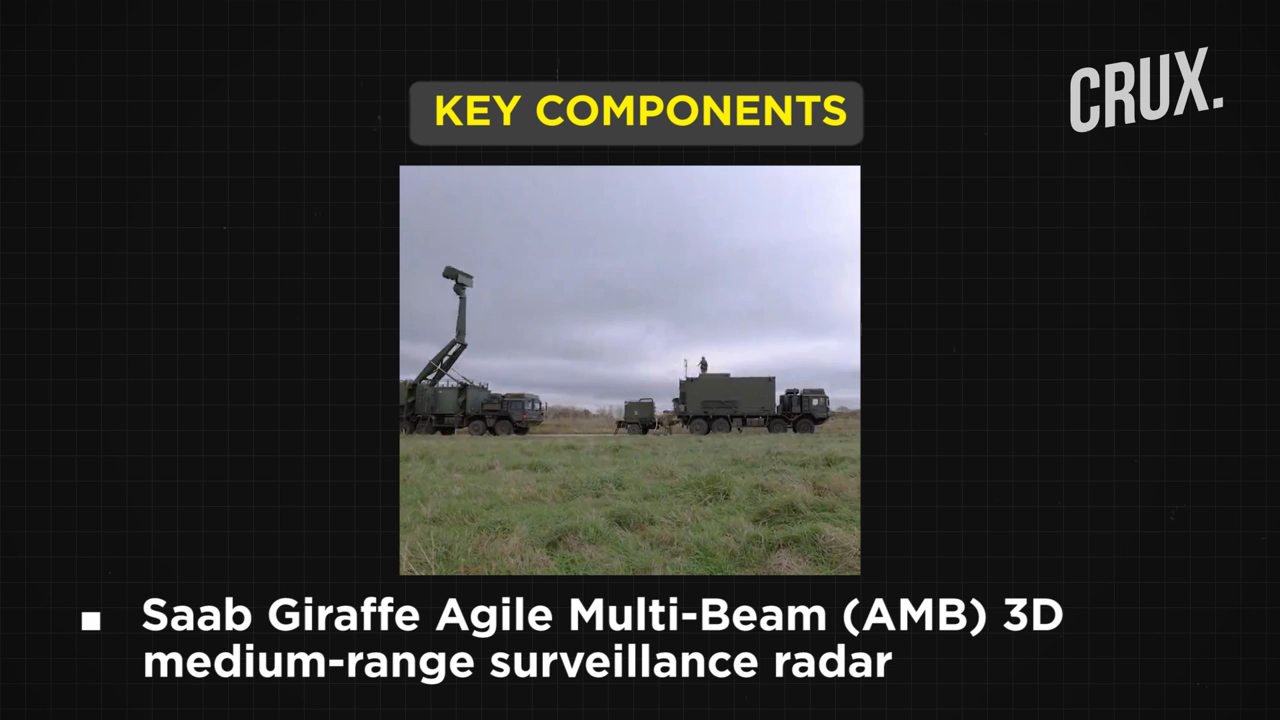 CRUX.
KEY COMPONENTS
Saab Giraffe Agile Multi-Beam (AMB) 3D
medium-range surveillance radar